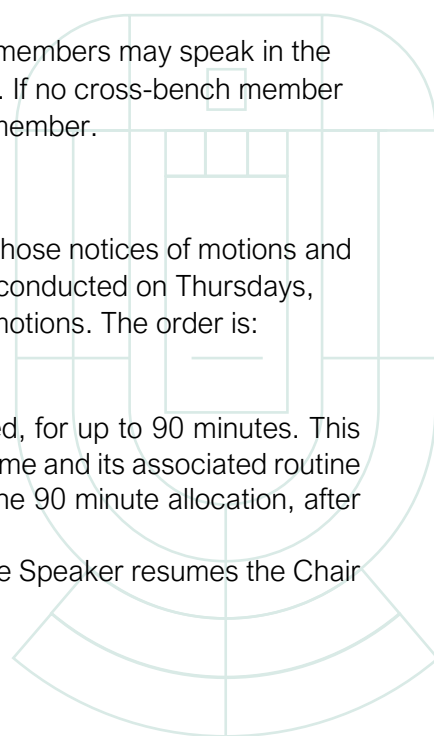 members may speak in the
. If no cross-bench member
member.
hose notices of motions and
conducted on Thursdays,
motions. The order is:
ed, for up to 90 minutes. This
me and its associated routine
he 90 minute allocation, after
e Speaker resumes the Chair